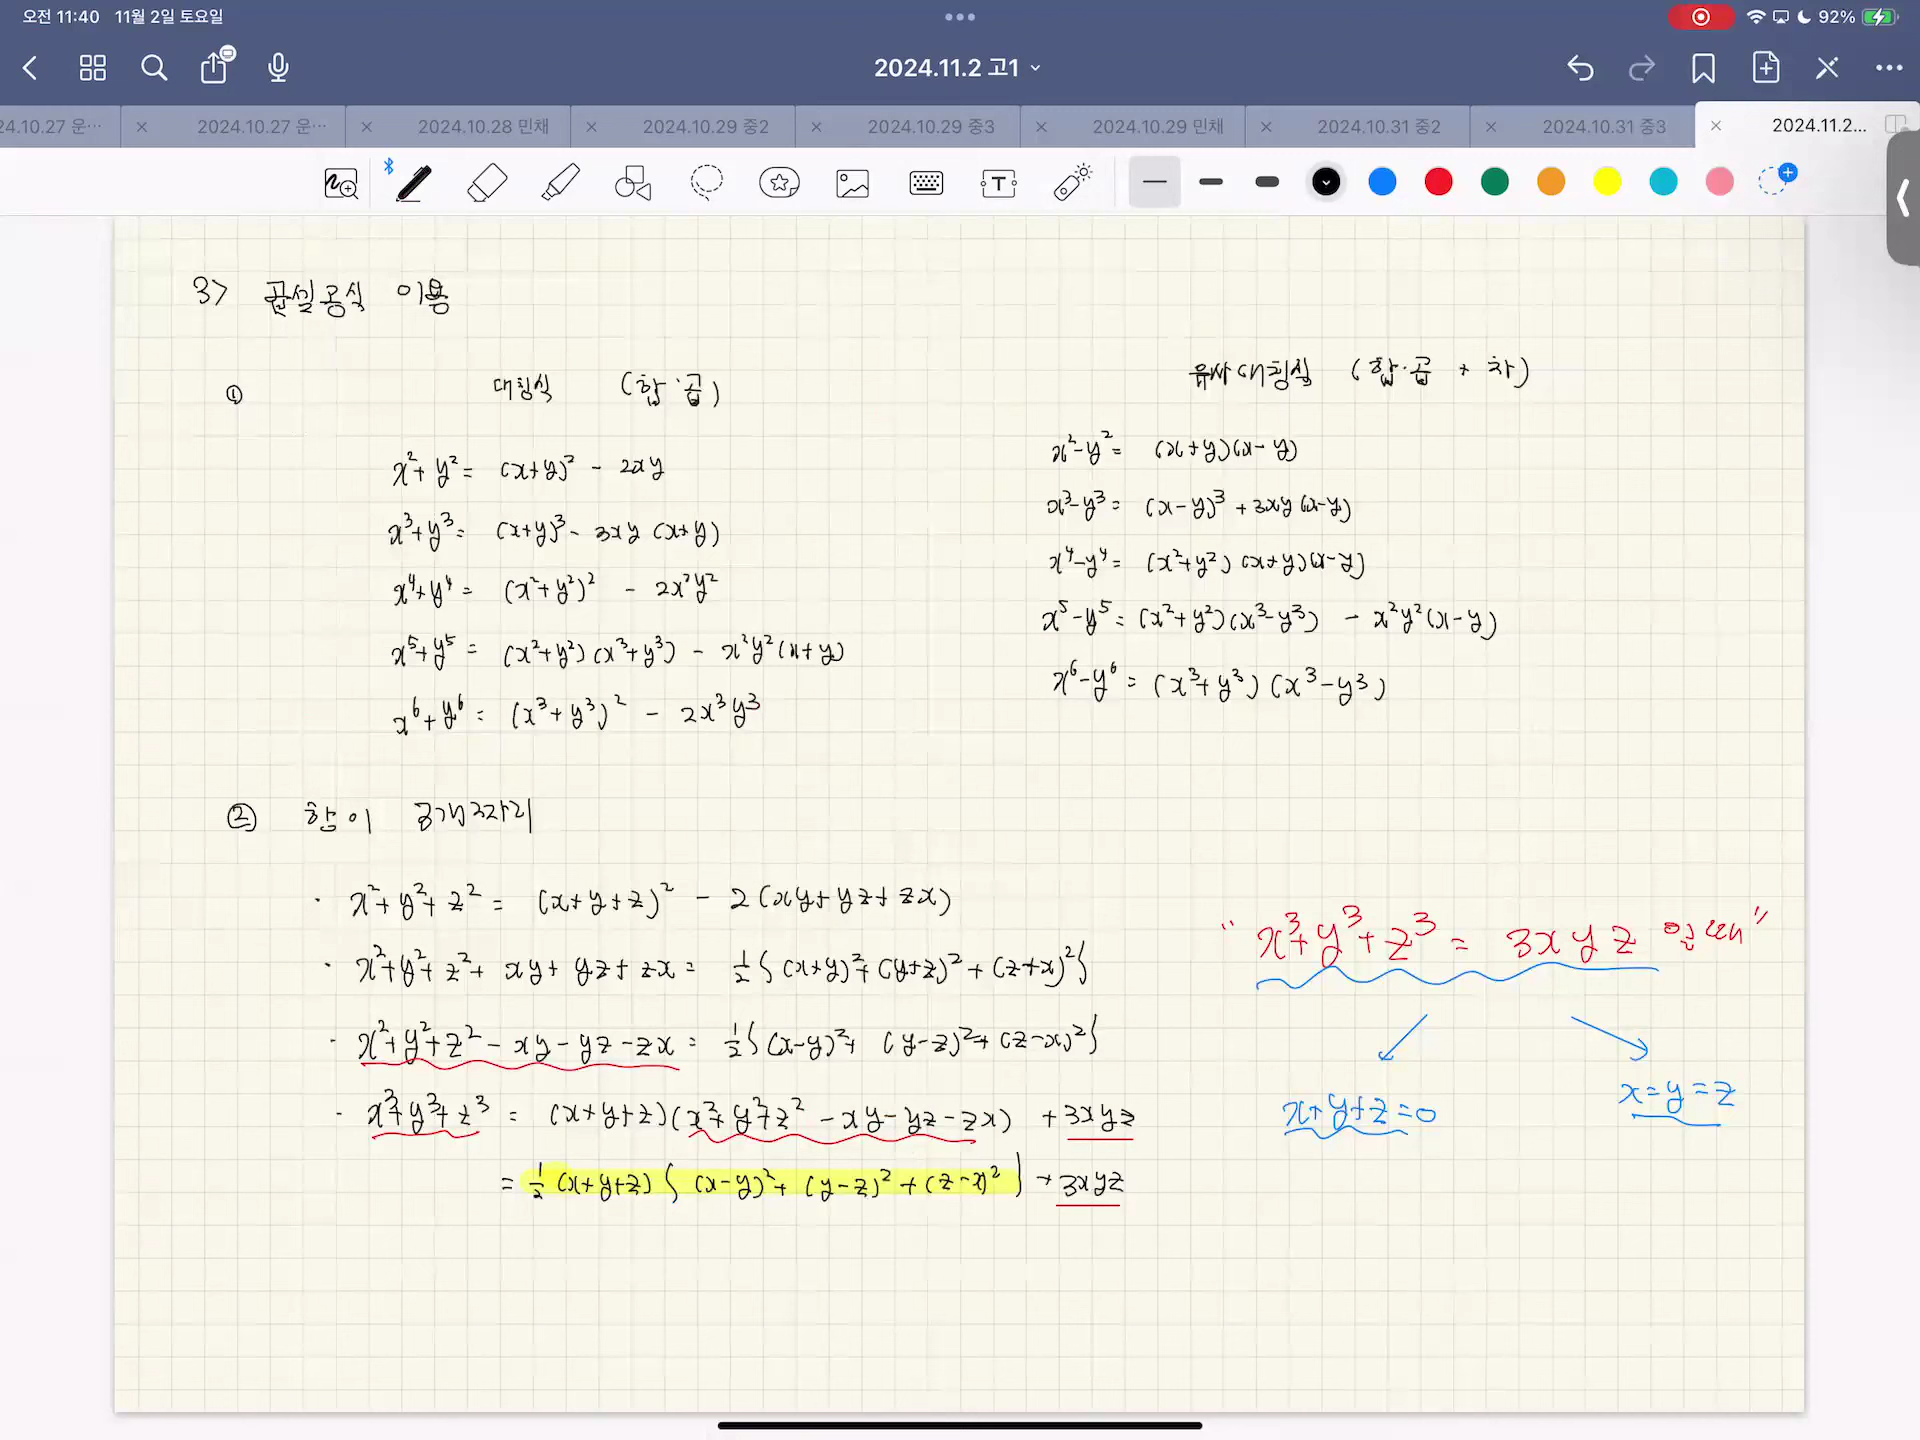 오전 11:40 11월 2일 토요일
92%
2024.11.2 고1
24.10.27 운…
2024.10.27 운…
2024.10.28 민채
2024.10.29 중2
2024.10.29 중3
2024.10.29 민채
2024.10.31 중2
2024.10.31 중3
2024.11.2...
3> 곱셈공식 이용
① 대칭식 (합·곱)
x²+y² = (x+y)² - 2xy
x³+y³ = (x+y)³ - 3xy (x+y)
x⁴+y⁴ = (x²+y²)² - 2x²y²
x⁵+y⁵ = (x²+y²)(x³+y³) - x²y²(x+y)
x⁶+y⁶ = (x³+y³)² - 2x³y³
유사대칭식 (합·곱 + 차)
x²-y² = (x+y)(x-y)
x³-y³ = (x-y)³ + 3xy(x-y)
x⁴-y⁴ = (x²+y²)(x+y)(x-y)
x⁵-y⁵ = (x²+y²)(x³-y³) - x²y²(x-y)
x⁶-y⁶ = (x³+y³)(x³-y³)
② 합이 3개짜리
· x²+y²+z² = (x+y+z)² - 2(xy+yz+zx)
· x²+y²+z²+xy+yz+zx = ½{(x+y)²+(y+z)²+(z+x)²}
· x²+y²+z²-xy-yz-zx = ½{(x-y)²+(y-z)²+(z-x)²}
· x³+y³+z³ = (x+y+z)(x²+y²+z²-xy-yz-zx) +3xyz
= ½(x+y+z){(x-y)²+(y-z)²+(z-x)²} +3xyz
" x³+y³+z³ = 3xyz 일 때 "
x+y+z=0
x=y=z